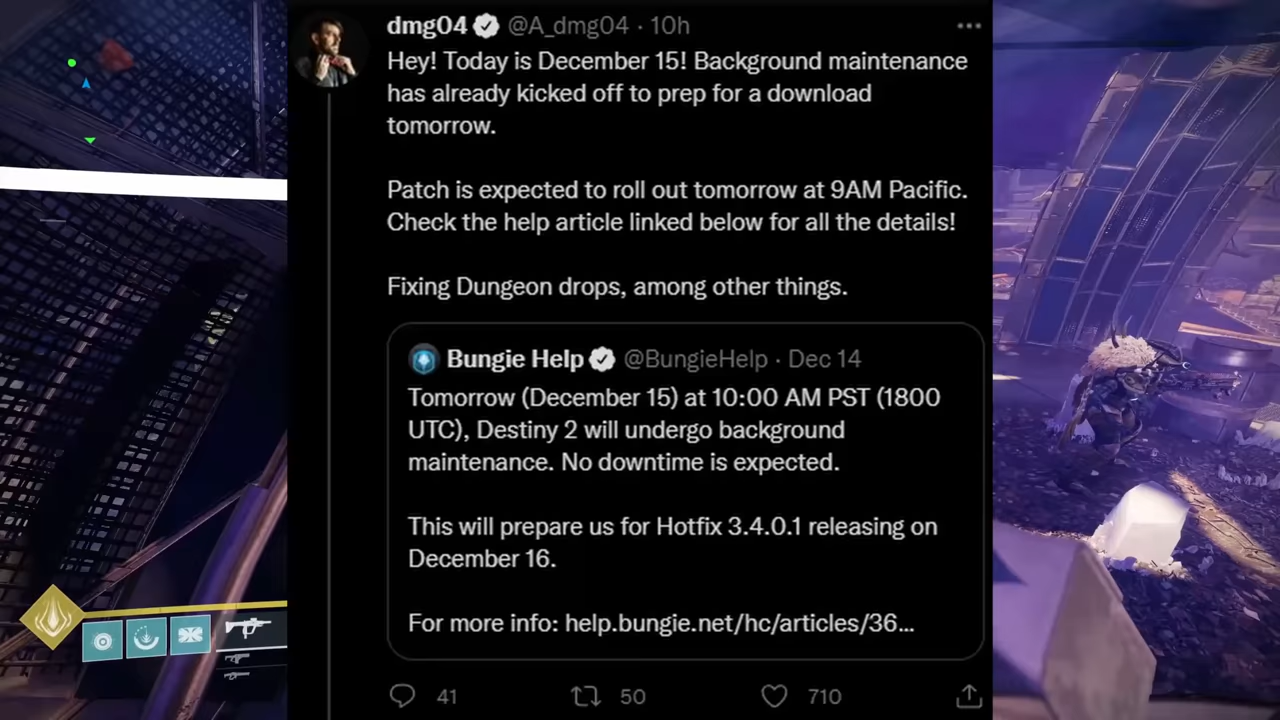 dmg04 @A_dmg04 · 10h
Hey! Today is December 15! Background maintenance
has already kicked off to prep for a download
tomorrow.
Patch is expected to roll out tomorrow at 9AM Pacific.
Check the help article linked below for all the details!
Fixing Dungeon drops, among other things.
Bungie Help @BungieHelp · Dec 14
Tomorrow (December 15) at 10:00 AM PST (1800
UTC), Destiny 2 will undergo background
maintenance. No downtime is expected.
This will prepare us for Hotfix 3.4.0.1 releasing on
December 16.
For more info: help.bungie.net/hc/articles/36...
41 50 710